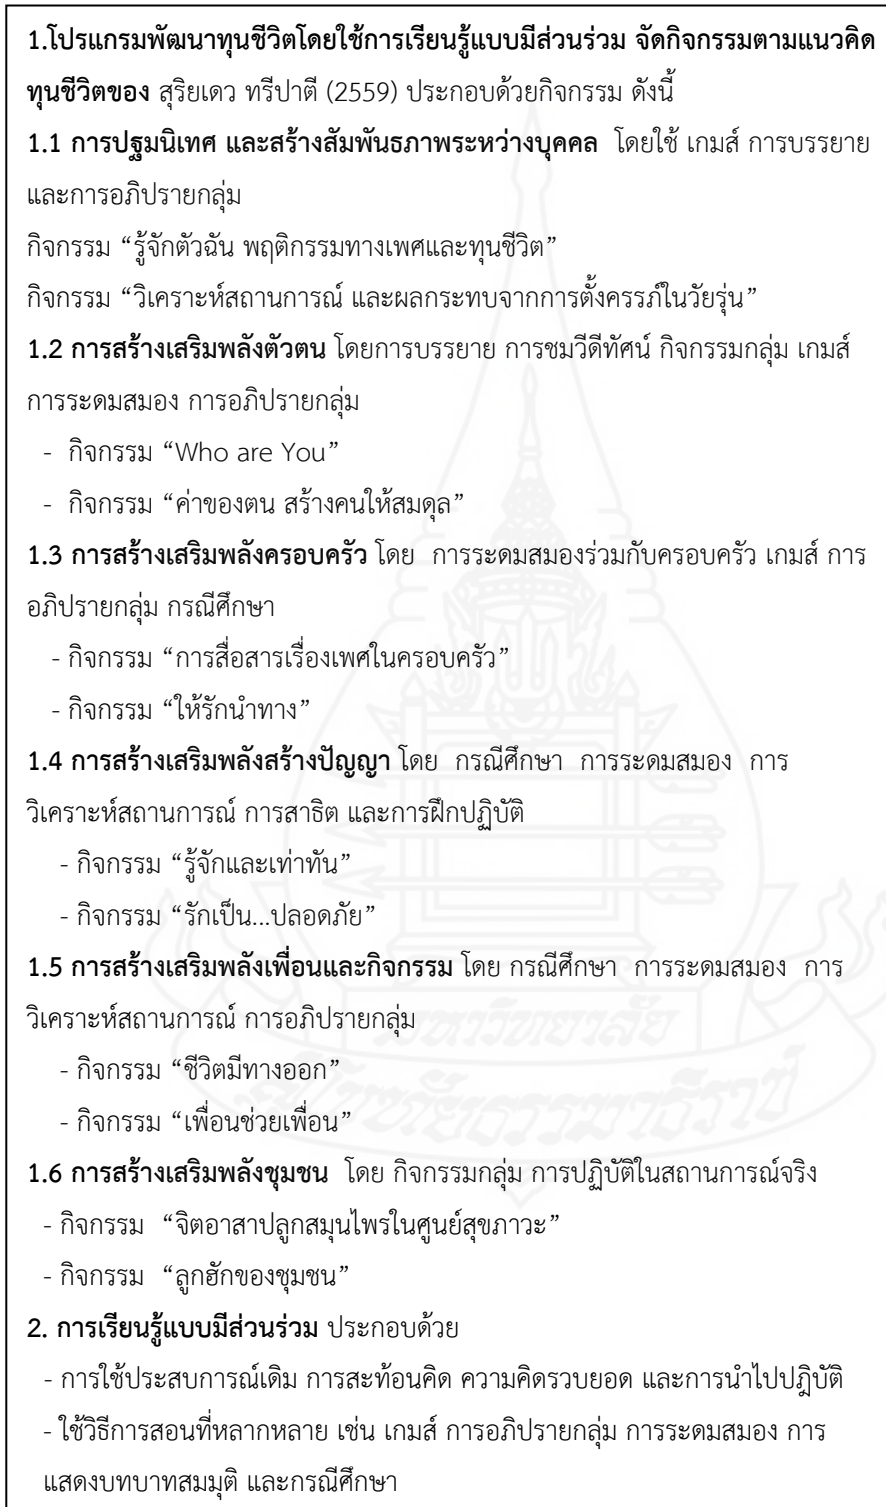 1.โปรแกรมพัฒนาทุนชีวิตโดยใช้การเรียนรู้แบบมีส่วนร่วม จัดกิจกรรมตามแนวคิด
ทุนชีวิตของ สุริยเดว ทรีปาตี (2559) ประกอบด้วยกิจกรรม ดังนี้
1.1 การปฐมนิเทศ และสร้างสัมพันธภาพระหว่างบุคคล โดยใช้ เกมส์ การบรรยาย
และการอภิปรายกลุ่ม
กิจกรรม “รู้จักตัวฉัน พฤติกรรมทางเพศและทุนชีวิต”
กิจกรรม “วิเคราะห์สถานการณ์ และผลกระทบจากการตั้งครรภ์ในวัยรุ่น”
1.2 การสร้างเสริมพลังตัวตน โดยการบรรยาย การชมวีดีทัศน์ กิจกรรมกลุ่ม เกมส์
การระดมสมอง การอภิปรายกลุ่ม
- กิจกรรม “Who are You”
- กิจกรรม “ค่าของตน สร้างคนให้สมดุล”
1.3 การสร้างเสริมพลังครอบครัว โดย การระดมสมองร่วมกับครอบครัว เกมส์ การ
อภิปรายกลุ่ม กรณีศึกษา
- กิจกรรม “การสื่อสารเรื่องเพศในครอบครัว”
- กิจกรรม “ให้รักนำทาง”
1.4 การสร้างเสริมพลังสร้างปัญญา โดย กรณีศึกษา การระดมสมอง การ
วิเคราะห์สถานการณ์ การสาธิต และการฝึกปฏิบัติ
- กิจกรรม “รู้จักและเท่าทัน”
- กิจกรรม “รักเป็น...ปลอดภัย”
1.5 การสร้างเสริมพลังเพื่อนและกิจกรรม โดย กรณีศึกษา การระดมสมอง การ
วิเคราะห์สถานการณ์ การอภิปรายกลุ่ม
- กิจกรรม “ชีวิตมีทางออก”
- กิจกรรม “เพื่อนช่วยเพื่อน”
1.6 การสร้างเสริมพลังชุมชน โดย กิจกรรมกลุ่ม การปฏิบัติในสถานการณ์จริง
- กิจกรรม “จิตอาสาปลูกสมุนไพรในศูนย์สุขภาวะ”
- กิจกรรม “ลูกฮักของชุมชน”
2. การเรียนรู้แบบมีส่วนร่วม ประกอบด้วย
- การใช้ประสบการณ์เดิม การสะท้อนคิด ความคิดรวบยอด และการนำไปปฎิบัติ
- ใช้วิธีการสอนที่หลากหลาย เช่น เกมส์ การอภิปรายกลุ่ม การระดมสมอง การ
แสดงบทบาทสมมุติ และกรณีศึกษา
มหาวิทยาลัย
สุโขทัยธรรมาธิราช